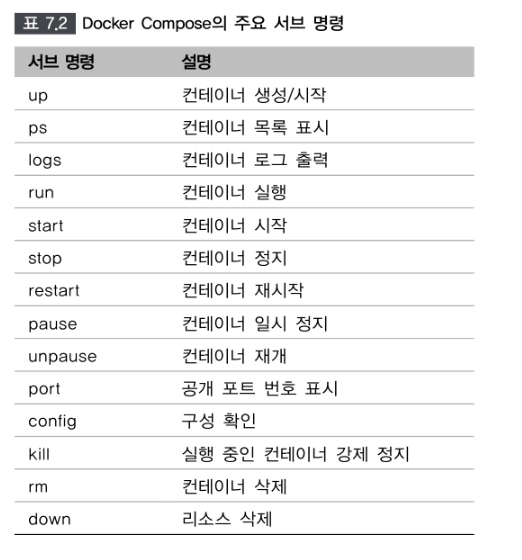 표 7.2 Docker Compose의 주요 서브 명령
서브 명령 설명
up 컨테이너 생성/시작
ps 컨테이너 목록 표시
logs 컨테이너 로그 출력
run 컨테이너 실행
start 컨테이너 시작
stop 컨테이너 정지
restart 컨테이너 재시작
pause 컨테이너 일시 정지
unpause 컨테이너 재개
port 공개 포트 번호 표시
config 구성 확인
kill 실행 중인 컨테이너 강제 정지
rm 컨테이너 삭제
down 리소스 삭제